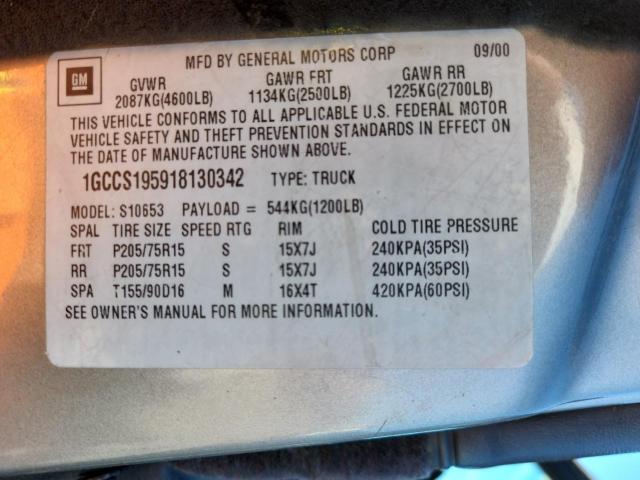 MFD BY GENERAL MOTORS CORP 09/00
GM
GVWR GAWR FRT GAWR RR
2087KG(4600LB) 1134KG(2500LB) 1225KG(2700LB)
THIS VEHICLE CONFORMS TO ALL APPLICABLE U.S. FEDERAL MOTOR
VEHICLE SAFETY AND THEFT PREVENTION STANDARDS IN EFFECT ON
THE DATE OF MANUFACTURE SHOWN ABOVE.
1GCCS195918130342 TYPE: TRUCK
MODEL: S10653 PAYLOAD = 544KG(1200LB)
SPAL TIRE SIZE SPEED RTG RIM COLD TIRE PRESSURE
FRT P205/75R15 S 15X7J 240KPA(35PSI)
RR P205/75R15 S 15X7J 240KPA(35PSI)
SPA T155/90D16 M 16X4T 420KPA(60PSI)
SEE OWNER'S MANUAL FOR MORE INFORMATION.